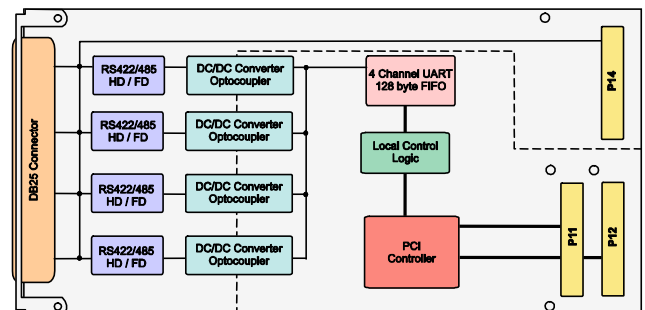 DB25 Connector
RS422/485
HD / FD
DC/DC Converter
Optocoupler
RS422/485
HD / FD
DC/DC Converter
Optocoupler
RS422/485
HD / FD
DC/DC Converter
Optocoupler
RS422/485
HD / FD
DC/DC Converter
Optocoupler
4 Channel UART
128 byte FIFO
Local Control
Logic
PCI
Controller
P14
P11
P12